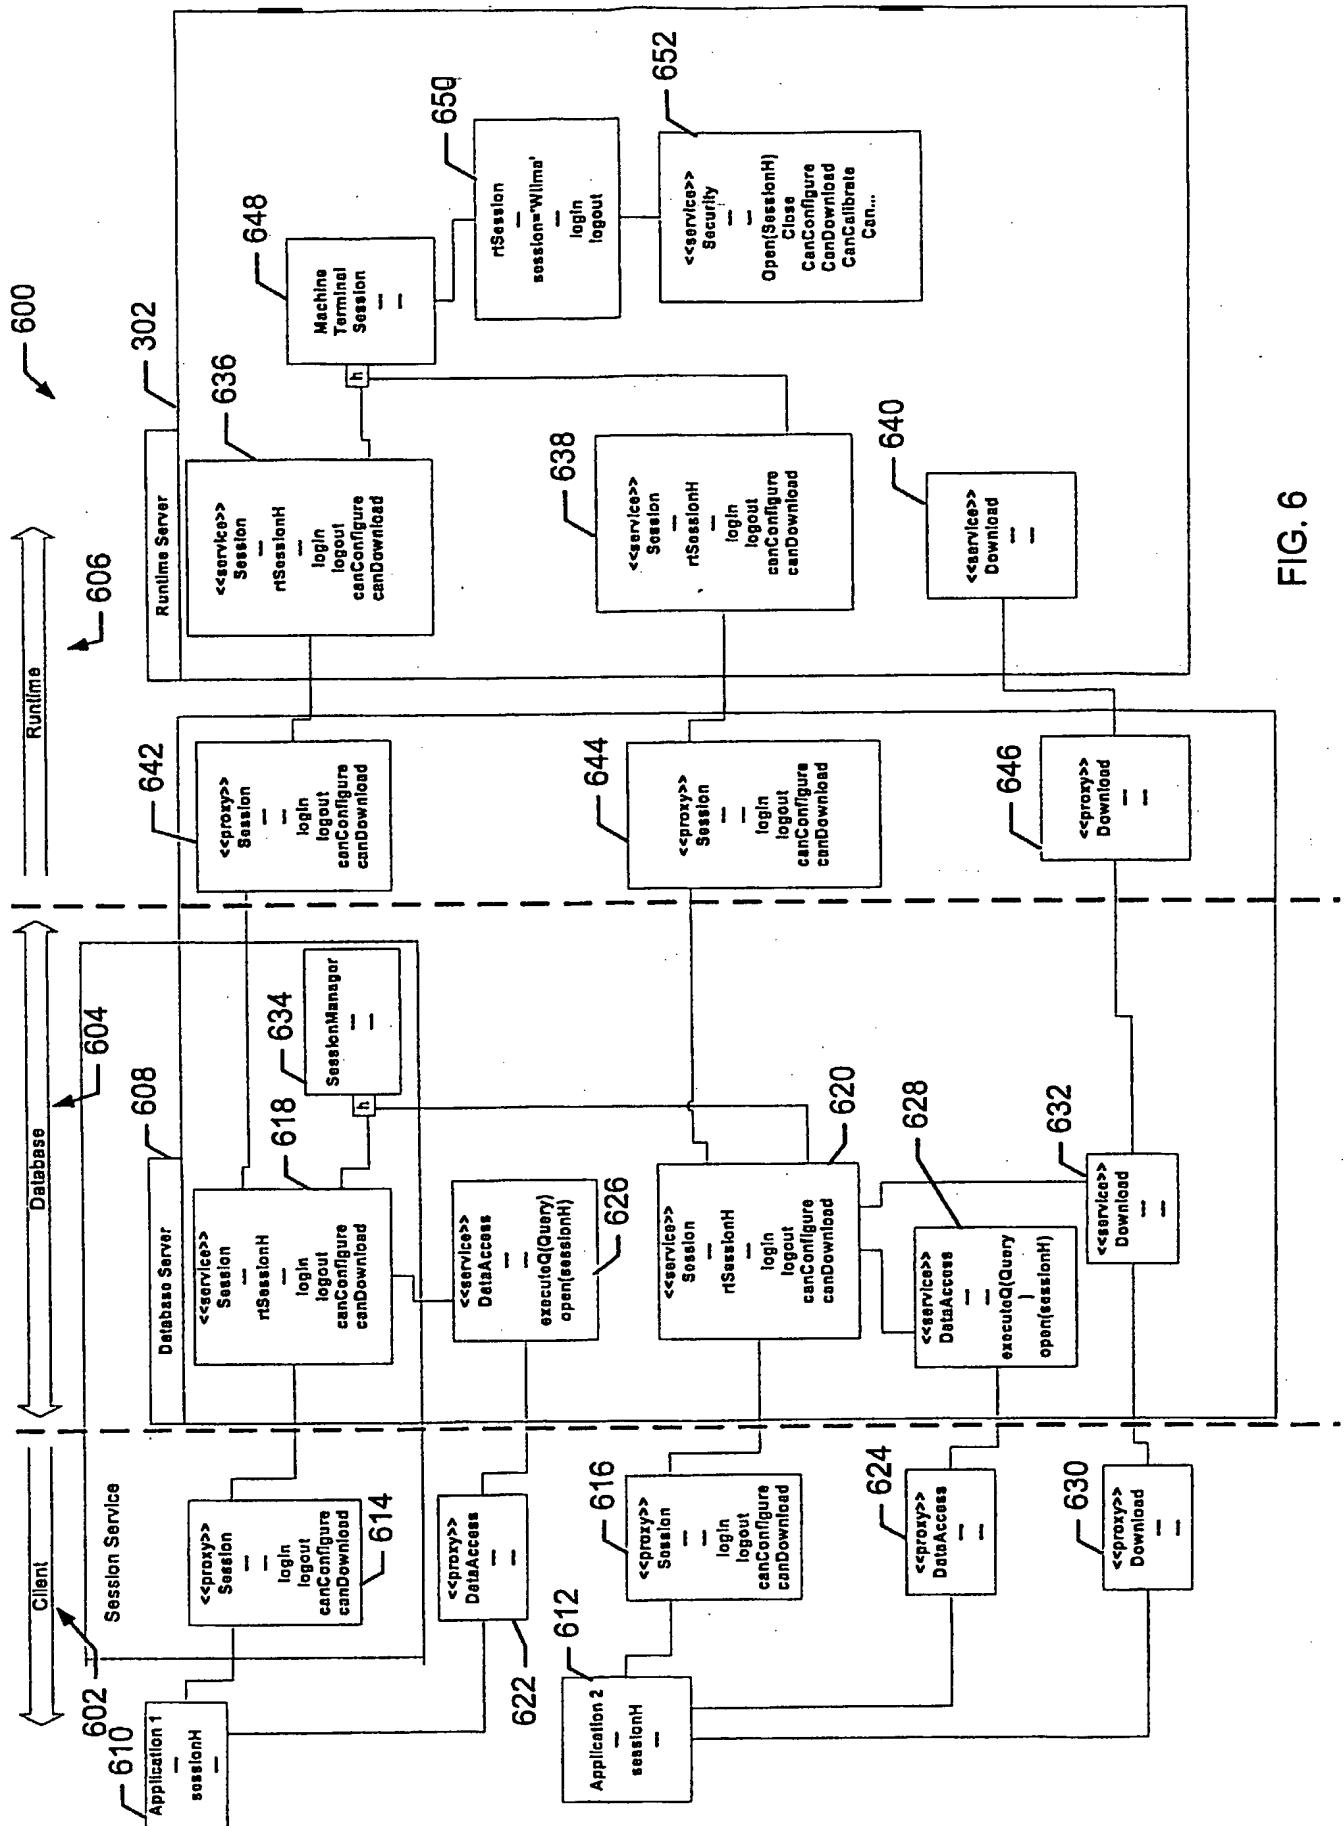 600
Client
Database
Runtime
602
604
606
Session Service
Database Server
608
Runtime Server
302
610
Application 1
sessionH
<<proxy>>
Session
login
logout
canConfigure
canDownload
614
<<service>>
Session
rtSessionH
login
logout
canConfigure
canDownload
618
SessionManager
634
h
<<proxy>>
Session
login
logout
canConfigure
canDownload
642
<<service>>
Session
rtSessionH
login
logout
canConfigure
canDownload
636
h
Machine
Terminal
Session
648
rtSession
session='Wilma'
login
logout
650
<<service>>
Security
Open(SessionH)
Close
CanConfigure
CanDownload
CanCalibrate
Can...
652
<<proxy>>
DataAccess
622
<<service>>
DataAccess
executeQ(Query)
open(sessionH)
626
612
Application 2
sessionH
616
<<proxy>>
Session
login
logout
canConfigure
canDownload
<<service>>
Session
rtSessionH
login
logout
canConfigure
canDownload
620
644
<<proxy>>
Session
login
logout
canConfigure
canDownload
638
<<service>>
Session
rtSessionH
login
logout
canConfigure
canDownload
624
<<proxy>>
DataAccess
628
<<service>>
DataAccess
executeQ(Query
)
open(sessionH)
630
<<proxy>>
Download
632
<<service>>
Download
646
<<proxy>>
Download
640
<<service>>
Download
FIG. 6